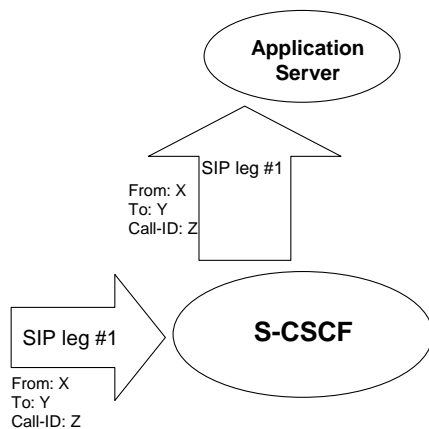 Application
Server
SIP leg #1
From: X
To: Y
Call-ID: Z
S-CSCF
SIP leg #1
From: X
To: Y
Call-ID: Z